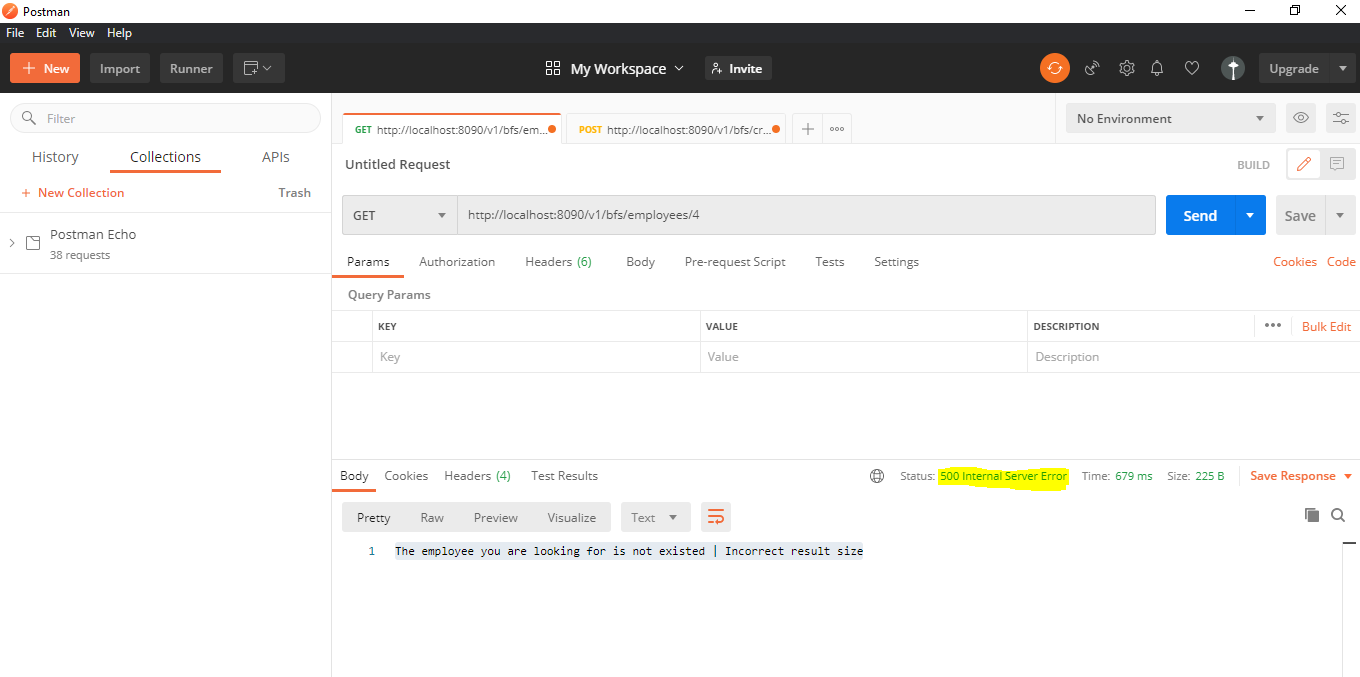 Postman
File Edit View Help
New Import Runner My Workspace Invite Upgrade
Filter
History Collections APIs
+ New Collection Trash
Postman Echo
38 requests
GET http://localhost:8090/v1/bfs/em... POST http://localhost:8090/v1/bfs/cr... No Environment
Untitled Request BUILD
GET http://localhost:8090/v1/bfs/employees/4 Send Save
Params Authorization Headers (6) Body Pre-request Script Tests Settings Cookies Code
Query Params
KEY VALUE DESCRIPTION Bulk Edit
Key Value Description
Body Cookies Headers (4) Test Results Status: 500 Internal Server Error Time: 679 ms Size: 225 B Save Response
Pretty Raw Preview Visualize Text
1 The employee you are looking for is not existed | Incorrect result size